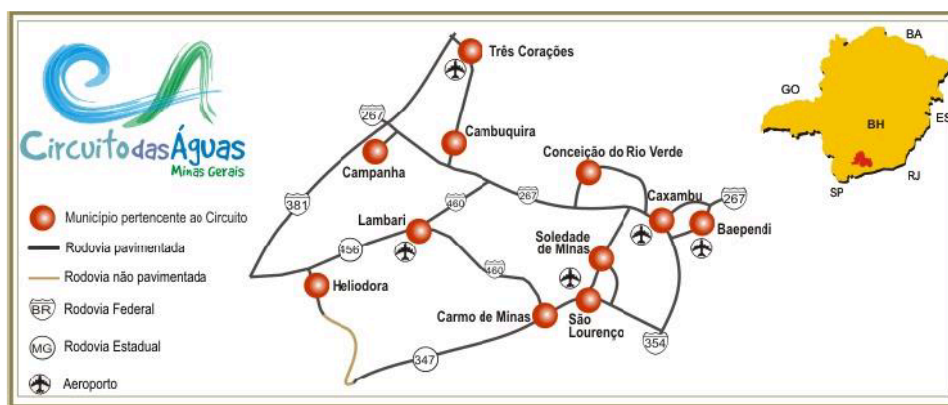 Circuito das Águas
Minas Gerais
Município pertencente ao Circuito
Rodovia pavimentada
Rodovia não pavimentada
BR Rodovia Federal
MG Rodovia Estadual
Aeroporto
Três Corações
267
Cambuquira
Campanha
Conceição do Rio Verde
381
460
267
Caxambu
267
Lambari
Baependi
456
Soledade
de Minas
Heliodora
460
Carmo de Minas
São
Lourenço
354
347
BA
GO
ES
BH
SP
RJ